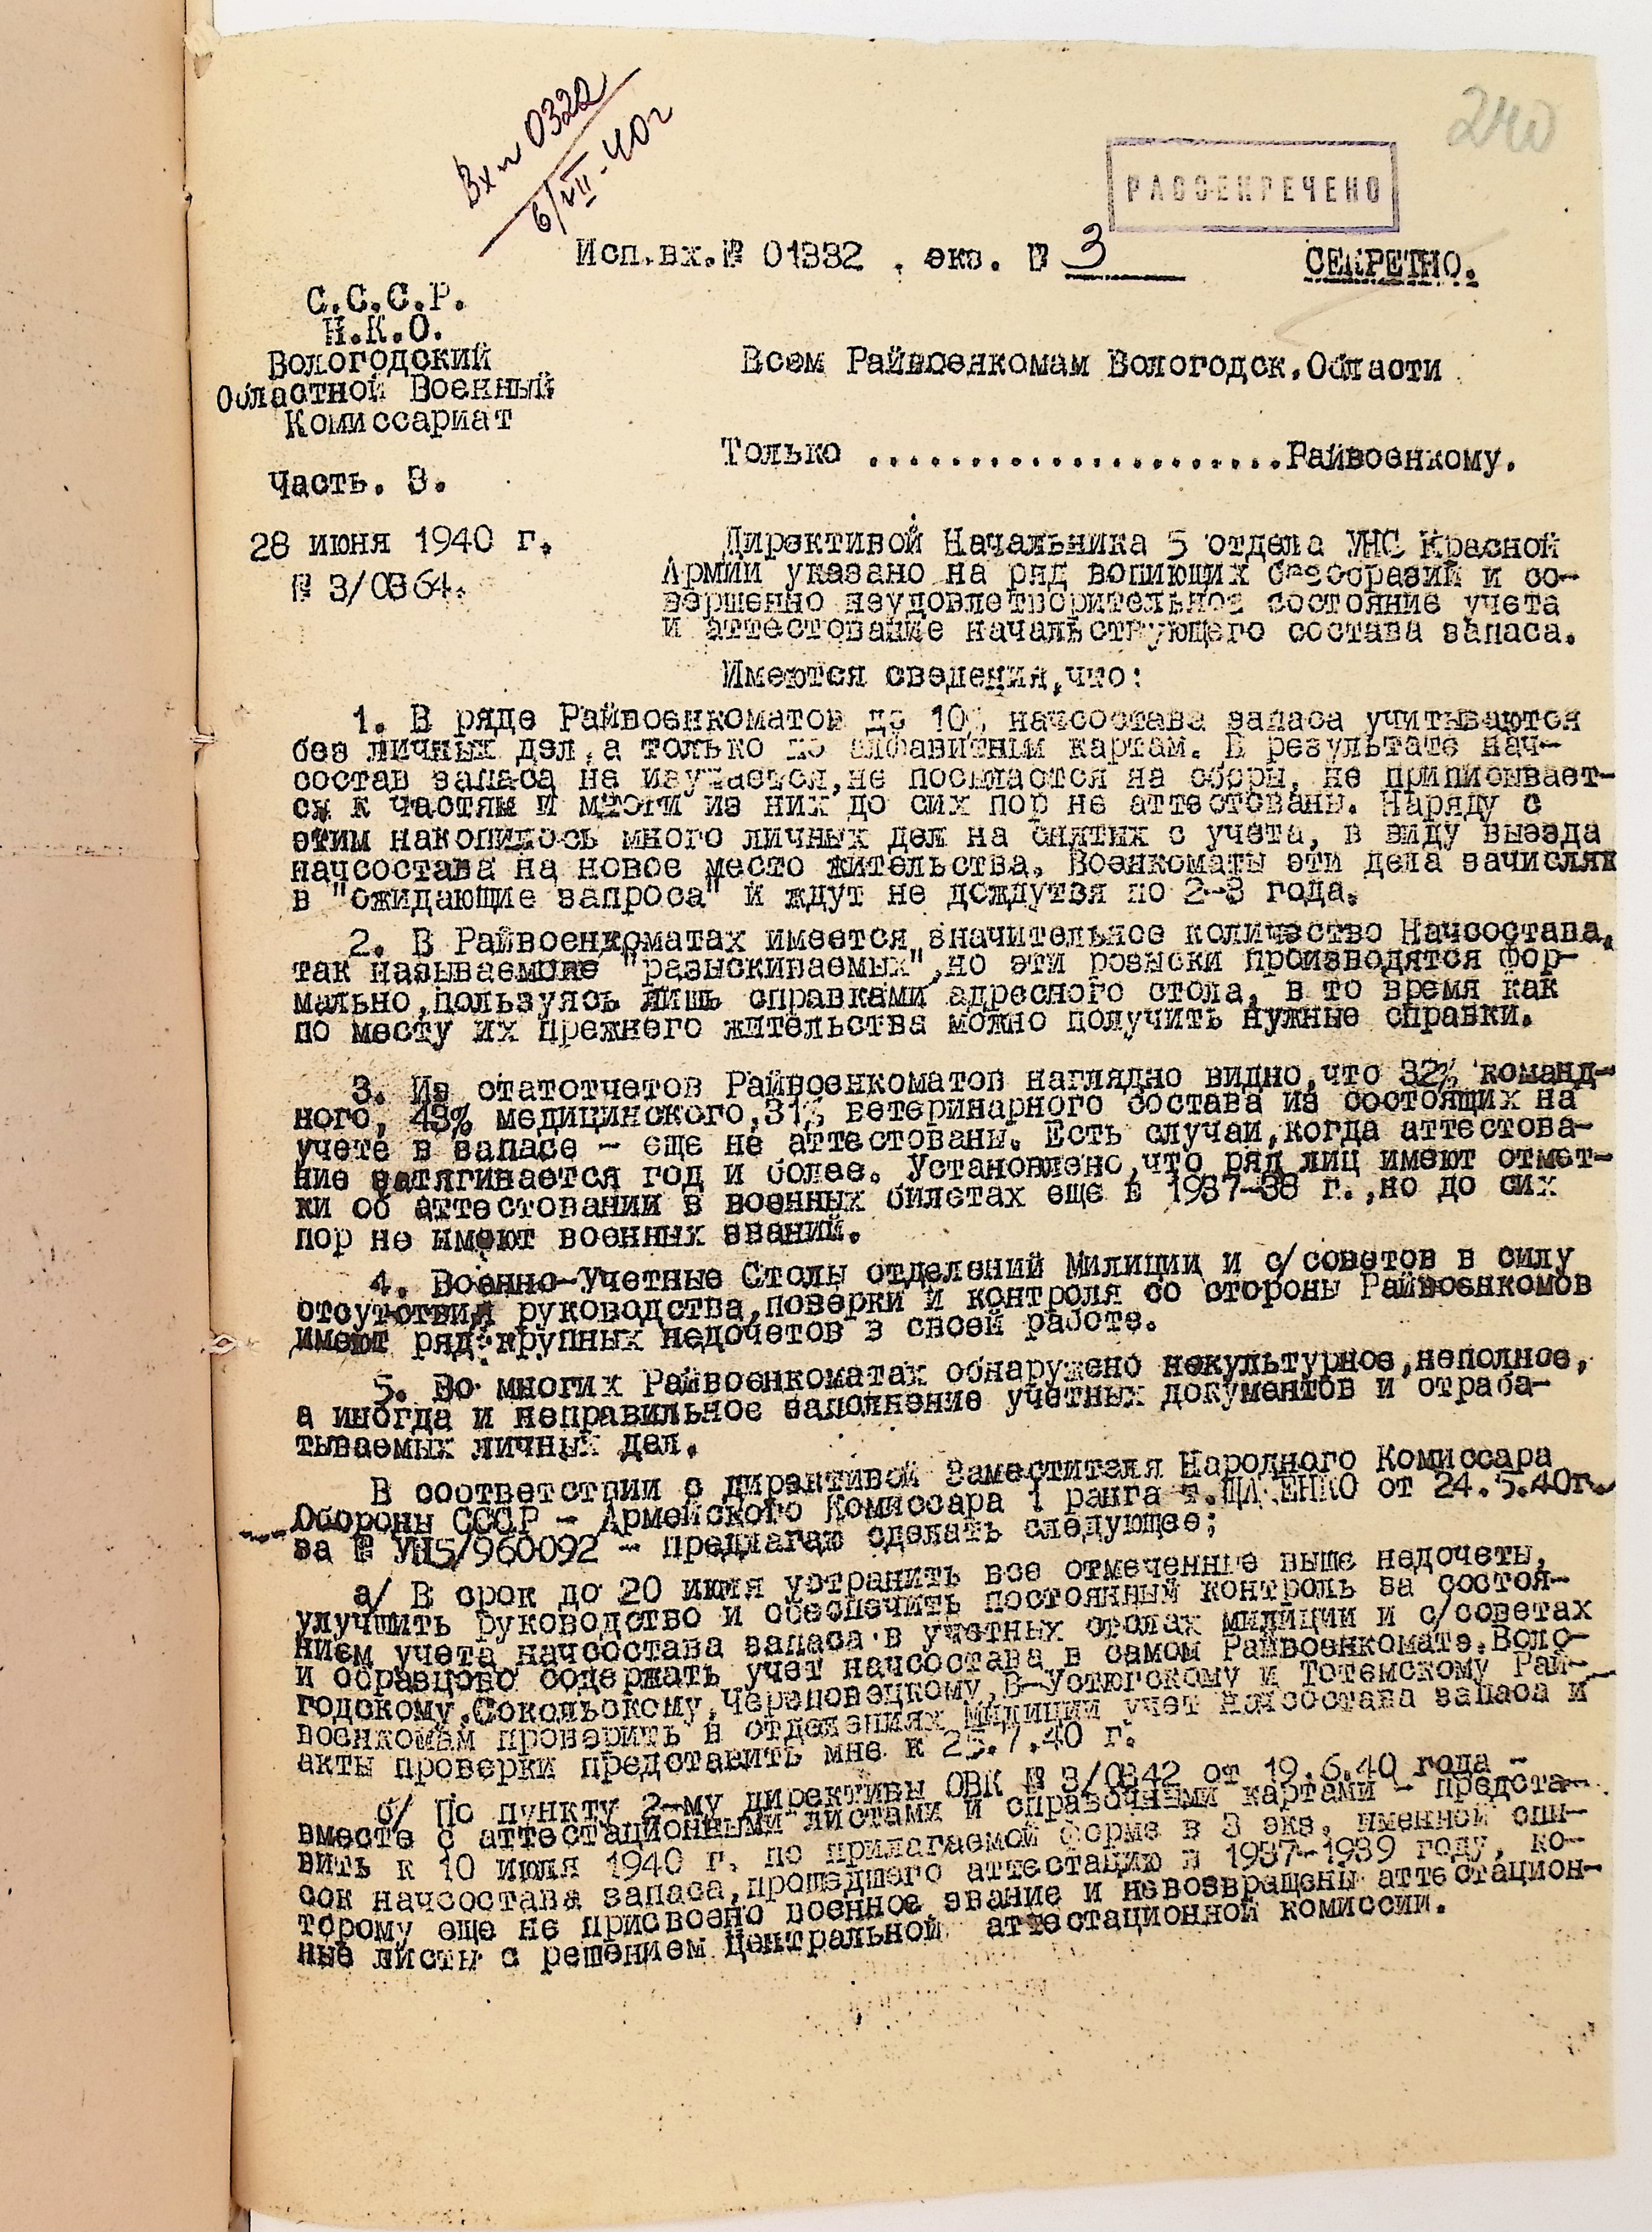 240
Вх № 0322
6/VII-40г
РАССЕКРЕЧЕНО
Исп.вх.№ 01332 . экз. № 3
СЕКРЕТНО.
С.С.С.Р.
Н.К.О.
Вологодский
Областной Военный
Комиссариат
Часть. 3.
28 июня 1940 г.
№ 3/0364.
Всем Райвоенкомам Вологодск.Области
Только .....................Райвоенкому.
Директивой Начальника 5 отдела УНС Красной
Армии указано на ряд вопиющих безобразий и со-
вершенно неудовлетворительное состояние учета
и аттестование начальствующего состава запаса.
Имеются сведения,что:
1. В ряде Райвоенкоматов до 10% начсостава запаса учитываются
без личных дел,а только по алфавитным картам. В результате нач-
состав запаса не изучается,не посылается на сборы, не приписывает-
ся к частям и многи из них до сих пор не аттестованы. Наряду с
этим накопилось много личных дел на снятых с учета, в виду выезда
начсостава на новое место жительства. Военкоматы эти дела зачисляю
в "ожидающие запроса" и ждут не дождутся по 2-3 года.
2. В Райвоенкоматах имеется значительное количество Начсостава,
так называемые "разыскиваемых",но эти розыски производятся фор-
мально,пользуясь лишь справками адресного стола, в то время как
по месту их прежнего жительства можно получить нужные справки.
3. Из статотчетов Райвоенкоматов наглядно видно,что 32% команд-
ного, 43% медицинского,31% ветеринарного состава из состоящих на
учете в запасе - еще не аттестованы. Есть случаи,когда аттестова-
ние затягивается год и более. Установлено,что ряд лиц имеют отмет-
ки об аттестовании в военных билетах еще в 1937-38 г.,но до сих
пор не имеют военных званий.
4. Военно-Учетные Столы отделений Милиции и с/советов в силу
отсутствия руководства,поверки и контроля со стороны Райвоенкомов
имеют ряд крупных недочетов в своей работе.
5. Во многих Райвоенкоматах обнаружено некультурное,неполное,
а иногда и неправильное заполнение учетных документов и отраба-
тываемых личных дел.
В соответствии с директивой Заместителя Народного Комиссара
Обороны СССР - Армейского Комиссара 1 ранга т.ЩАДЕНКО от 24.5.40г.
за № УН5/960092 - предлагаю сделать следующее;
а/ В срок до 20 июля устранить все отмеченные выше недочеты,
улучшить руководство и обеспечить постоянный контроль за состоя-
нием учета начсостава запаса в учетных столах милиции и с/советах
и образцово содержать учет начсостава в самом Райвоенкомате.Воло-
годскому.Сокольскому,Череповецкому,В-Устюгскому и Тотемскому Рай-
военкомам проверить в отделениях милиции учет начсостава запаса и
акты проверки представить мне к 25.7.40 г.
б/ По пункту 2-му директивы ОВК № 3/0342 от 19.6.40 года -
вместе с аттестационными листами и справочными картами - предста-
вить к 10 июля 1940 г. по прилагаемой форме в 3 экз. именной спи-
сок начсостава запаса,прошедшего аттестацию в 1937-1939 году, ко-
торому еще не присвоено военное звание и невозвращены аттестацион-
ные листы с решением Центральной аттестационной комиссии.